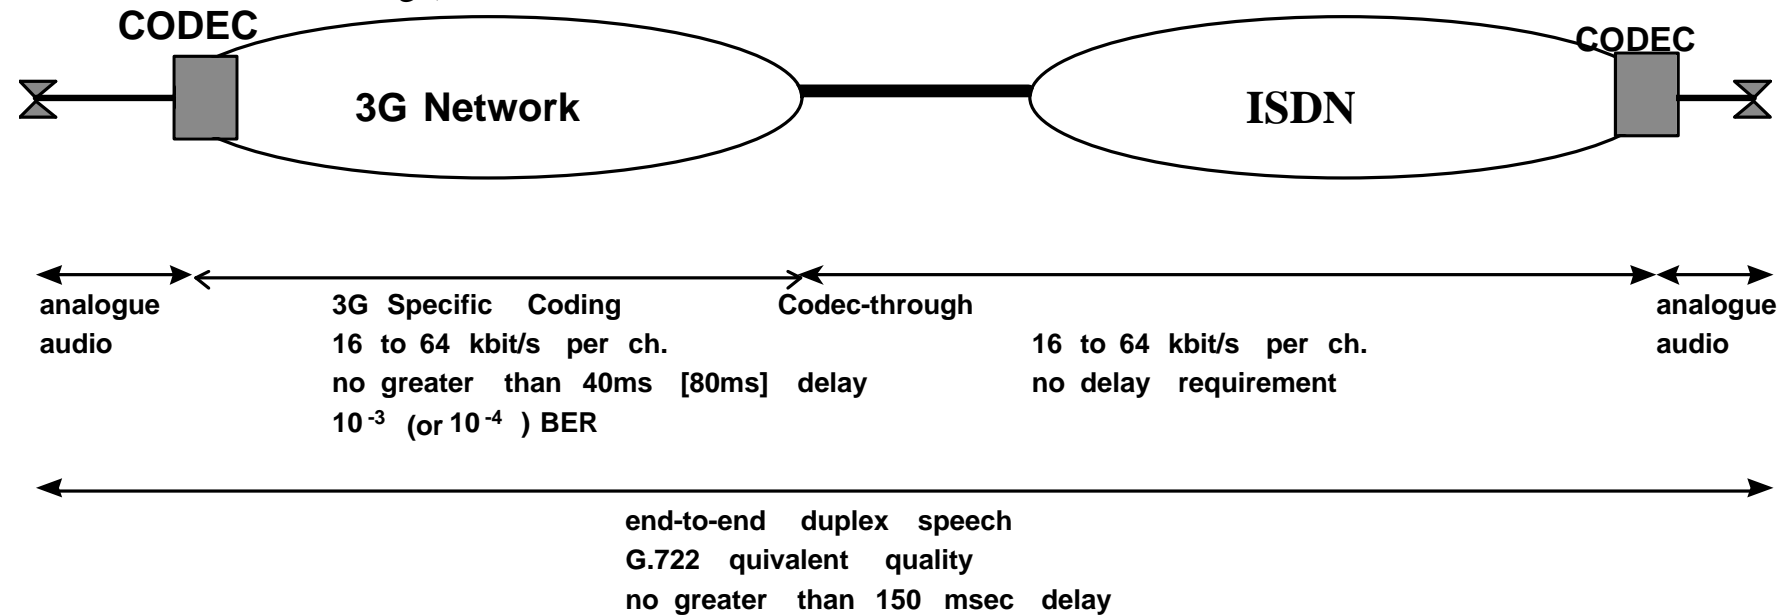 CODEC
CODEC
3G Network
ISDN
analogue
audio
3G Specific Coding
16 to 64 kbit/s per ch.
no greater than 40ms [80ms] delay
10 -3 (or 10 -4 ) BER
Codec-through
16 to 64 kbit/s per ch.
no delay requirement
analogue
audio
end-to-end duplex speech
G.722 quivalent quality
no greater than 150 msec delay